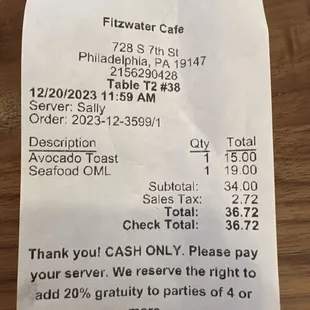 Fitzwater Cafe
728 S 7th St
Philadelphia, PA 19147
2156290428
Table T2 #38
12/20/2023 11:59 AM
Server: Sally
Order: 2023-12-3599/1
Description Qty Total
Avocado Toast 1 15.00
Seafood OML 1 19.00
Subtotal: 34.00
Sales Tax: 2.72
Total: 36.72
Check Total: 36.72
Thank you! CASH ONLY. Please pay
your server. We reserve the right to
add 20% gratuity to parties of 4 or
more